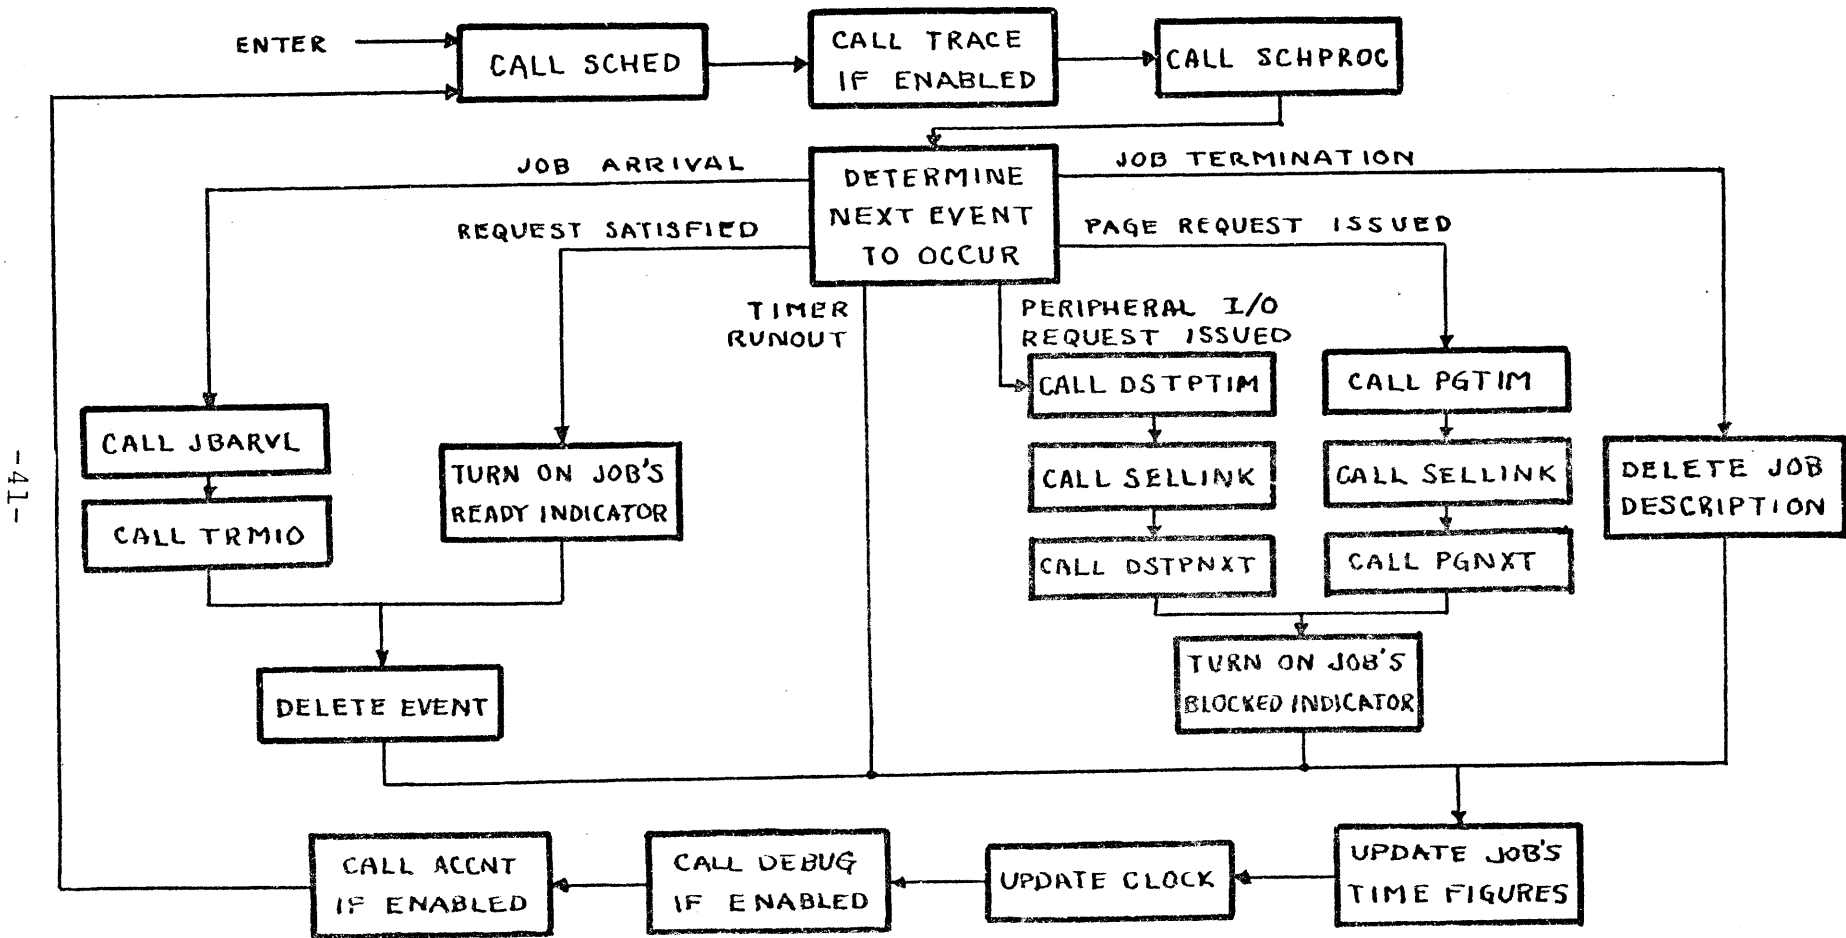 ENTER
CALL SCHED
CALL TRACE
IF ENABLED
CALL SCHPROC
JOB ARRIVAL
JOB TERMINATION
DETERMINE
NEXT EVENT
TO OCCUR
REQUEST SATISFIED
PAGE REQUEST ISSUED
TIMER
RUNOUT
PERIPHERAL I/O
REQUEST ISSUED
CALL JBARVL
CALL TRMIO
TURN ON JOB'S
READY INDICATOR
CALL DSTPTIM
CALL SELLINK
CALL DSTPNXT
CALL PGTIM
CALL SELLINK
CALL PGNXT
DELETE JOB
DESCRIPTION
DELETE EVENT
TURN ON JOB'S
BLOCKED INDICATOR
UPDATE JOB'S
TIME FIGURES
UPDATE CLOCK
CALL DEBUG
IF ENABLED
CALL ACCNT
IF ENABLED
-41-